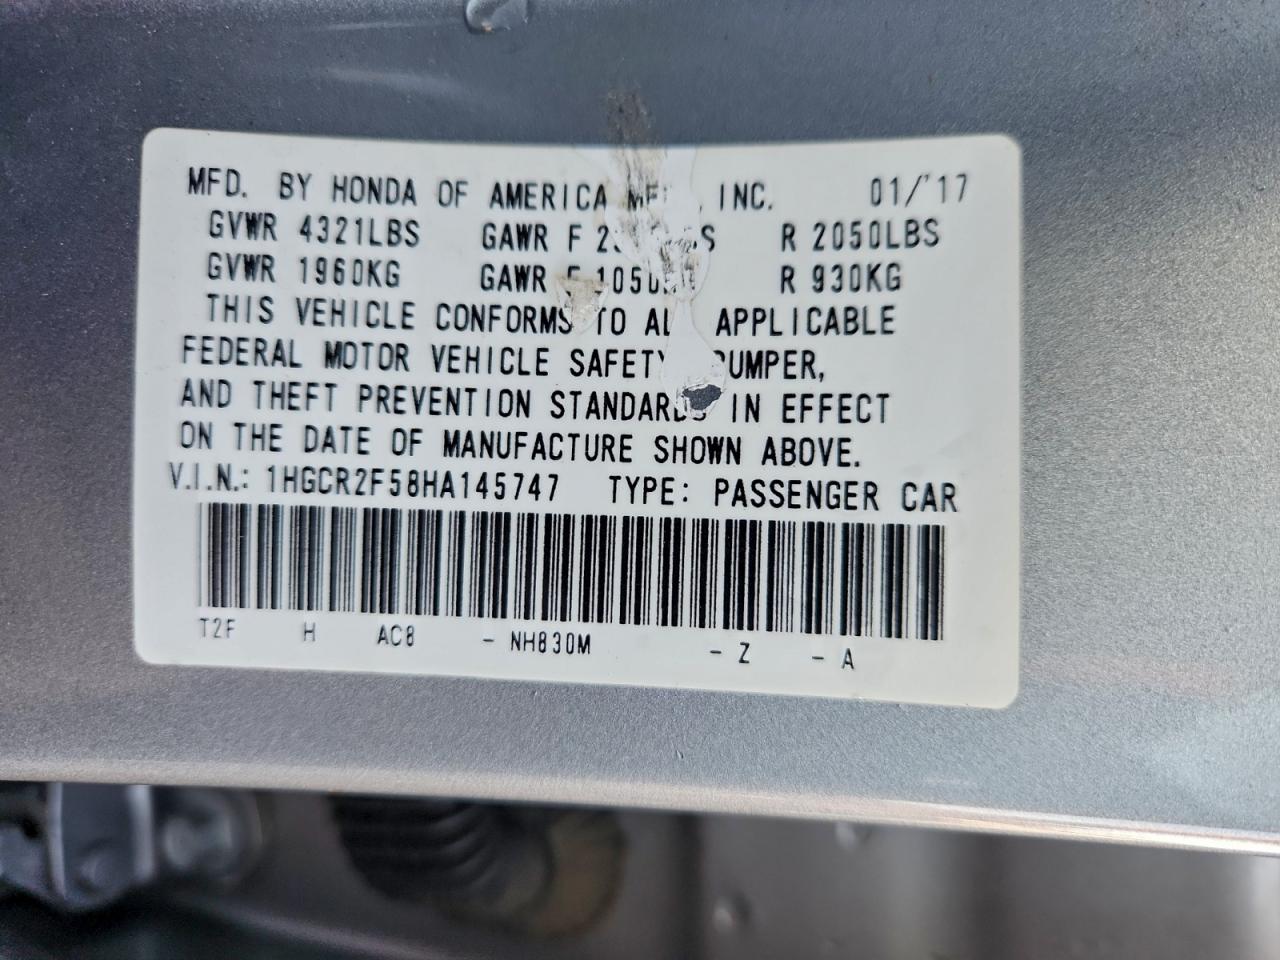 MFD. BY HONDA OF AMERICA INC. 01/'17
GVWR 4321LBS GAWR F R 2050LBS
GVWR 1960KG GAWR F R 930KG
THIS VEHICLE CONFORMS TO APPLICABLE
FEDERAL MOTOR VEHICLE SAFETY
AND THEFT PREVENTION STANDARDS IN EFFECT
ON THE DATE OF MANUFACTURE SHOWN ABOVE.
V.I.N.: 1HGCR2F58HA145747 TYPE: PASSENGER CAR
T2F H AC8 - NH830M - Z - A